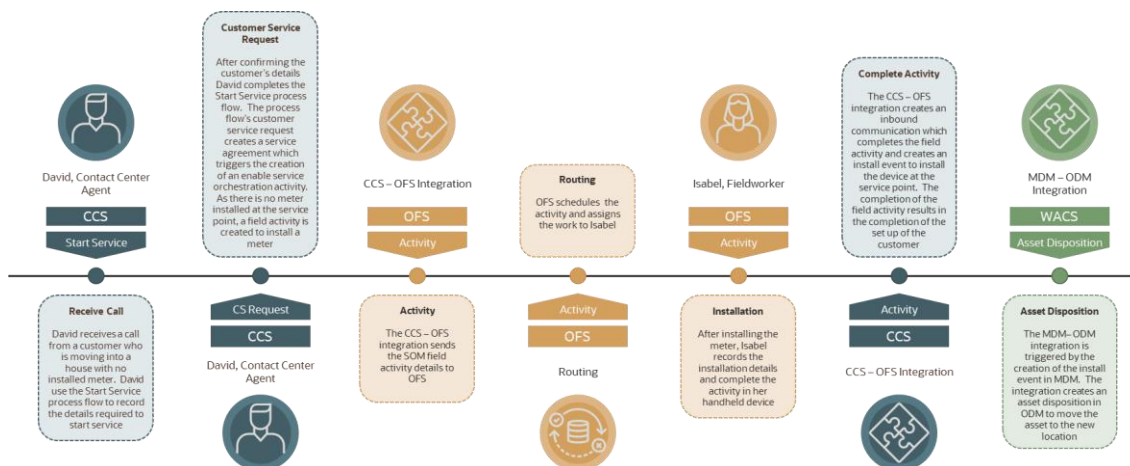 Customer Service
Request
After confirming the
customer's details
David completes the
Start Service process
flow. The process
flow's customer
service request
creates a service
agreement which
triggers the creation
of an enable service
orchestration activity.
As there is no meter
installed at the service
point, a field activity is
created to install a
meter
Complete Activity
The CCS – OFS
integration creates an
inbound
communication which
completes the field
activity and creates an
install event to install
the device at the
service point. The
completion of the
field activity results in
the completion of the
set up of the
customer
David, Contact Center
Agent
CCS
Start Service
CCS – OFS Integration
OFS
Activity
Routing
OFS schedules the
activity and assigns
the work to Isabel
Isabel, Fieldworker
OFS
Activity
MDM – ODM
Integration
WACS
Asset Disposition
Receive Call
David receives a call
from a customer who
is moving into a
house with no
installed meter. David
use the Start Service
process flow to record
the details required to
start service
CS Request
CCS
David, Contact Center
Agent
Activity
The CCS – OFS
integration sends
the SOM field
activity details to
OFS
Activity
OFS
Routing
Installation
After installing the
meter, Isabel
records the
installation details
and complete the
activity in her
handheld device
Activity
CCS
CCS – OFS Integration
Asset Disposition
The MDM–ODM
integration is
triggered by the
creation of the install
event in MDM. The
integration creates an
asset disposition in
ODM to move the
asset to the new
location